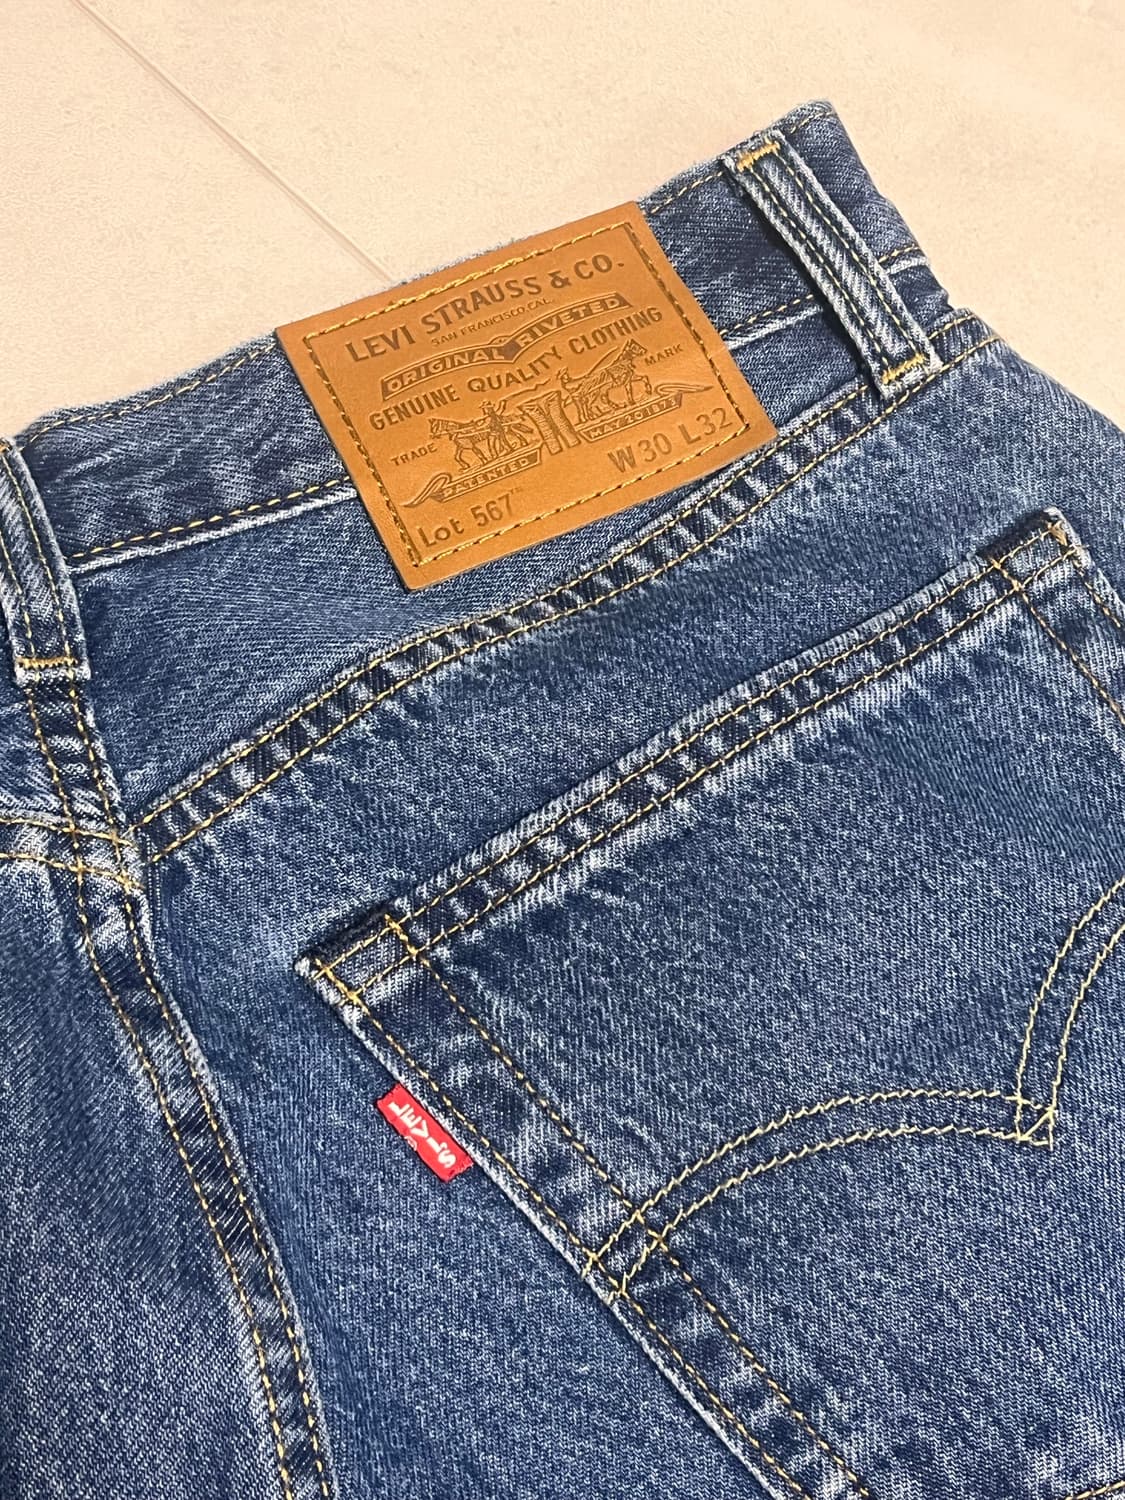 LEVI STRAUSS & CO.
SAN FRANCISCO, CAL.
ORIGINAL RIVETED
GENUINE QUALITY CLOTHING
TRADE MARK
PATENTED MAY 20 1873
Lot 567™ W30 L32
LEVI'S
®